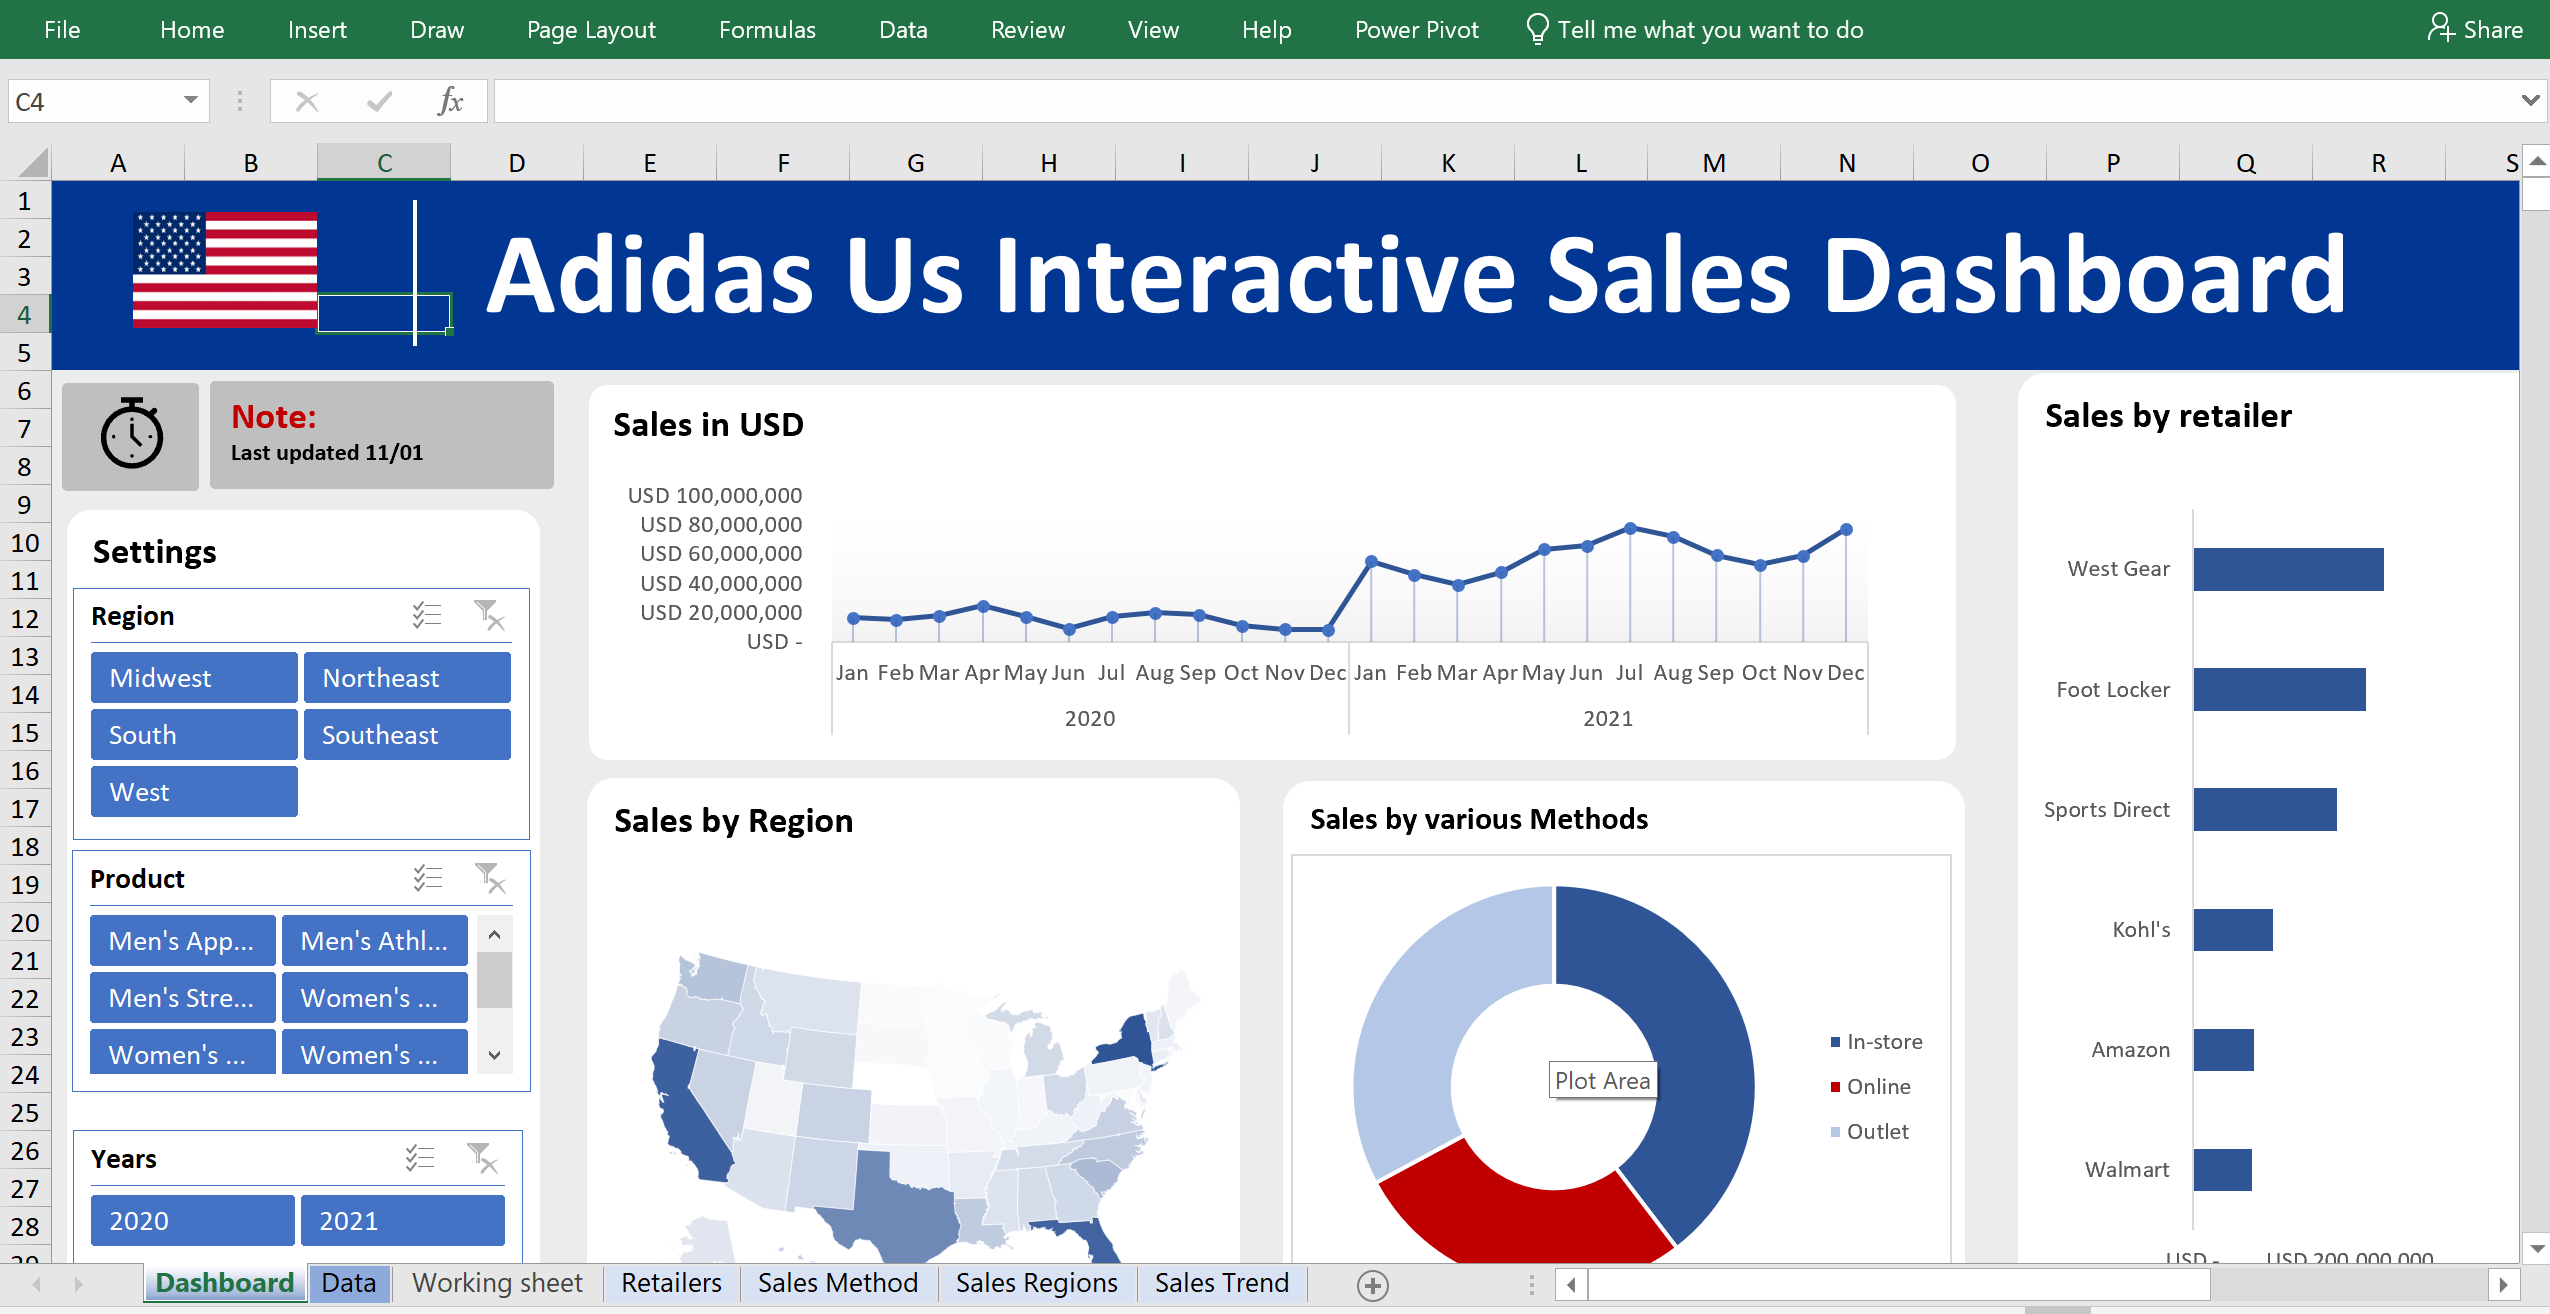 File Home Insert Draw Page Layout Formulas Data Review View Help Power Pivot Tell me what you want to do Share
C4 fx
A B C D E F G H I J K L M N O P Q R S
1
2
3
4
5
6
7
8
9
10
11
12
13
14
15
16
17
18
19
20
21
22
23
24
25
26
27
28
Adidas Us Interactive Sales Dashboard
Note:
Last updated 11/01
Settings
Region
Midwest Northeast
South Southeast
West
Product
Men's App... Men's Athl...
Men's Stre... Women's ...
Women's ... Women's ...
Years
2020 2021
Sales in USD
USD 100,000,000
USD 80,000,000
USD 60,000,000
USD 40,000,000
USD 20,000,000
USD -
Jan Feb Mar Apr May Jun Jul Aug Sep Oct Nov Dec Jan Feb Mar Apr May Jun Jul Aug Sep Oct Nov Dec
2020 2021
Sales by Region
Sales by various Methods
Plot Area
In-store
Online
Outlet
Sales by retailer
West Gear
Foot Locker
Sports Direct
Kohl's
Amazon
Walmart
USD - USD 200,000,000
Dashboard Data Working sheet Retailers Sales Method Sales Regions Sales Trend